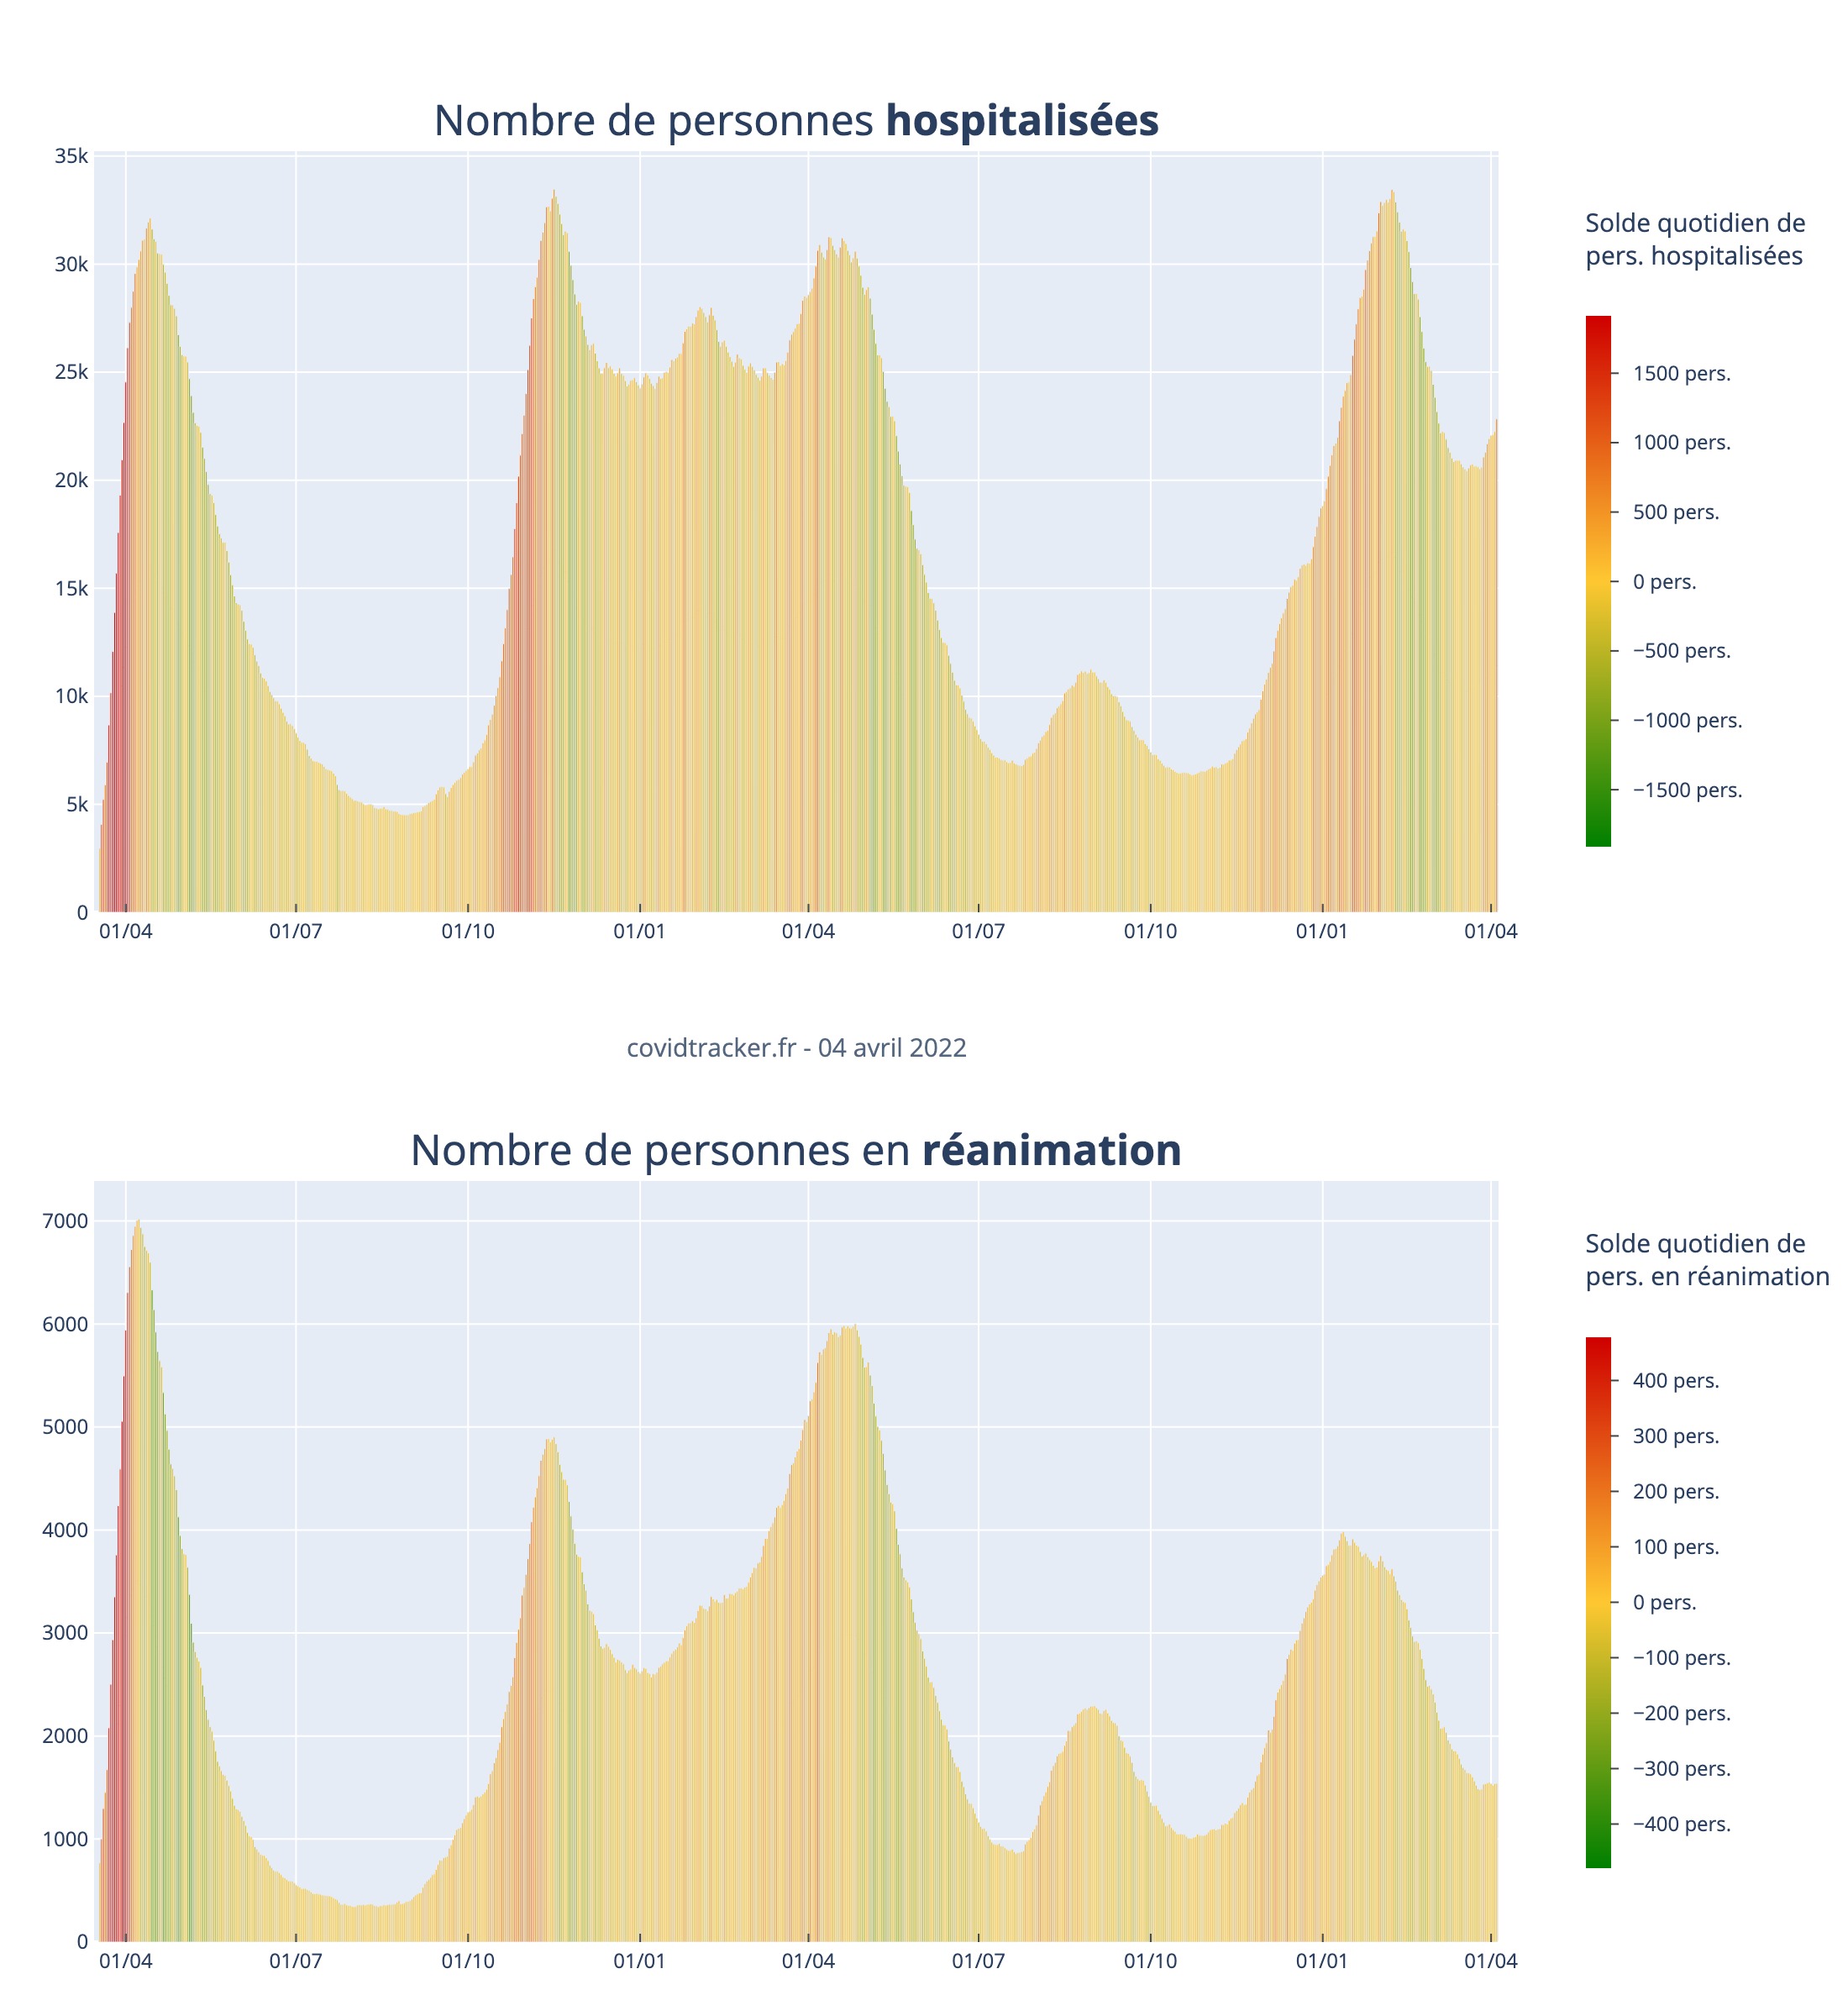 Nombre de personnes hospitalisées
35k
30k
25k
20k
15k
10k
5k
0
01/04 01/07 01/10 01/01 01/04 01/07 01/10 01/01 01/04
Solde quotidien de
pers. hospitalisées
1500 pers.
1000 pers.
500 pers.
0 pers.
−500 pers.
−1000 pers.
−1500 pers.
covidtracker.fr - 04 avril 2022
Nombre de personnes en réanimation
7000
6000
5000
4000
3000
2000
1000
0
01/04 01/07 01/10 01/01 01/04 01/07 01/10 01/01 01/04
Solde quotidien de
pers. en réanimation
400 pers.
300 pers.
200 pers.
100 pers.
0 pers.
−100 pers.
−200 pers.
−300 pers.
−400 pers.